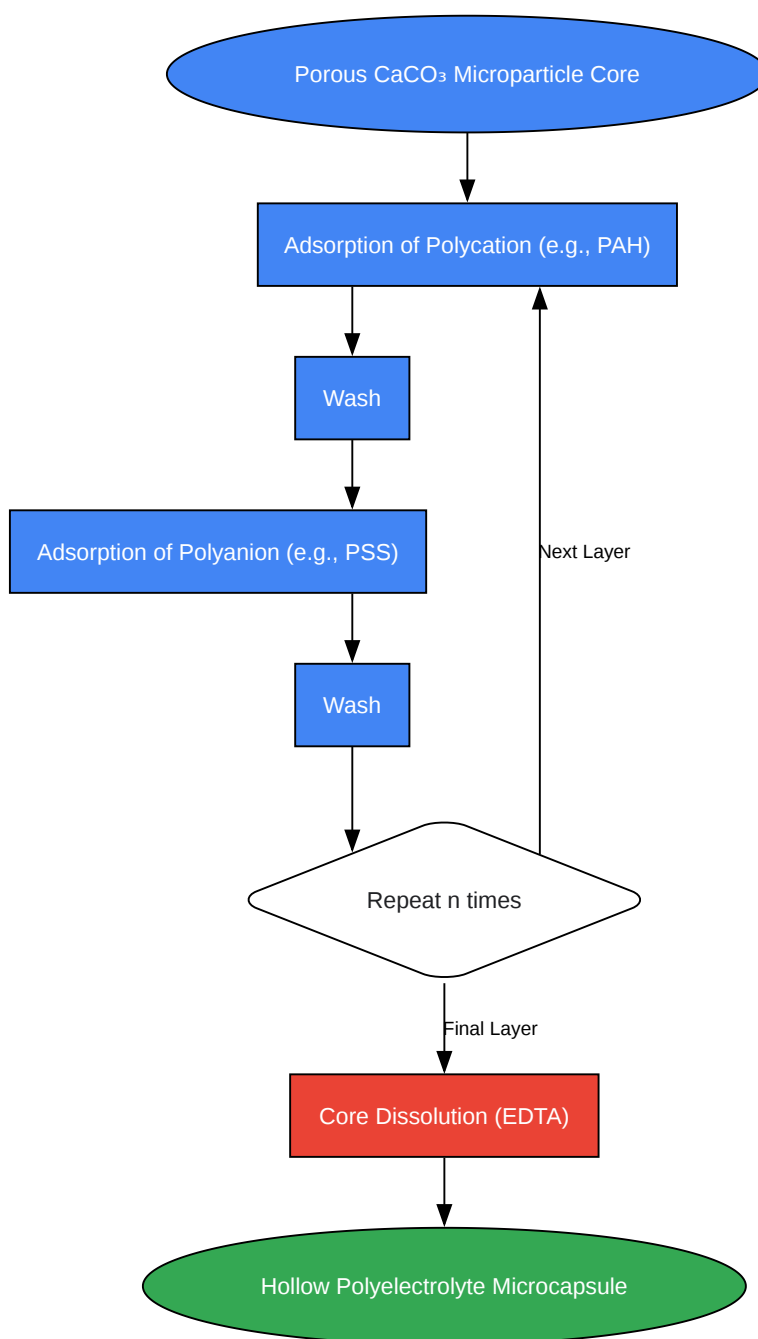 Porous CaCO₃ Microparticle Core
Adsorption of Polycation (e.g., PAH)
Wash
Adsorption of Polyanion (e.g., PSS)
Next Layer
Wash
Repeat n times
Final Layer
Core Dissolution (EDTA)
Hollow Polyelectrolyte Microcapsule